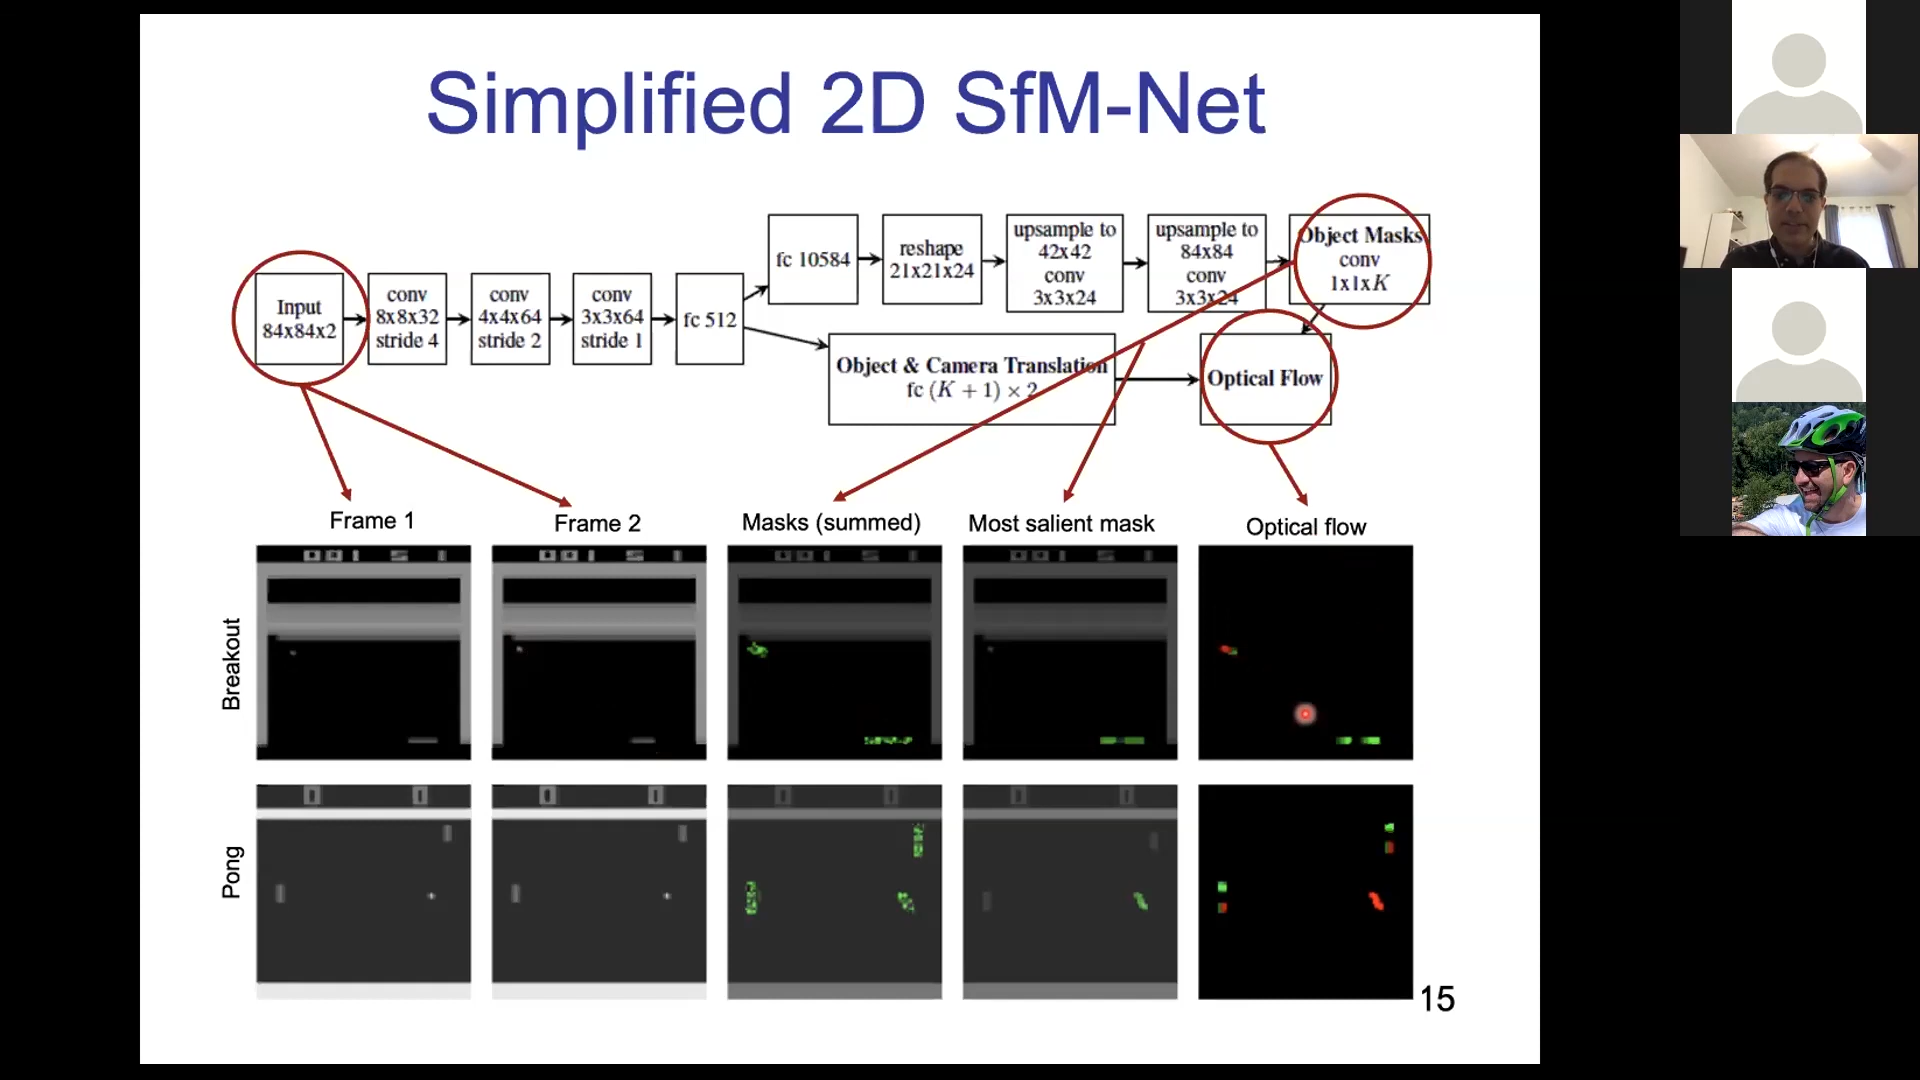 Simplified 2D SfM-Net
Input
84x84x2
conv
8x8x32
stride 4
conv
4x4x64
stride 2
conv
3x3x64
stride 1
fc 512
fc 10584
reshape
21x21x24
upsample to
42x42
conv
3x3x24
upsample to
84x84
conv
3x3x24
Object Masks
conv
1x1xK
Object & Camera Translation
fc (K + 1) × 2
Optical Flow
Frame 1
Frame 2
Masks (summed)
Most salient mask
Optical flow
Breakout
Pong
15